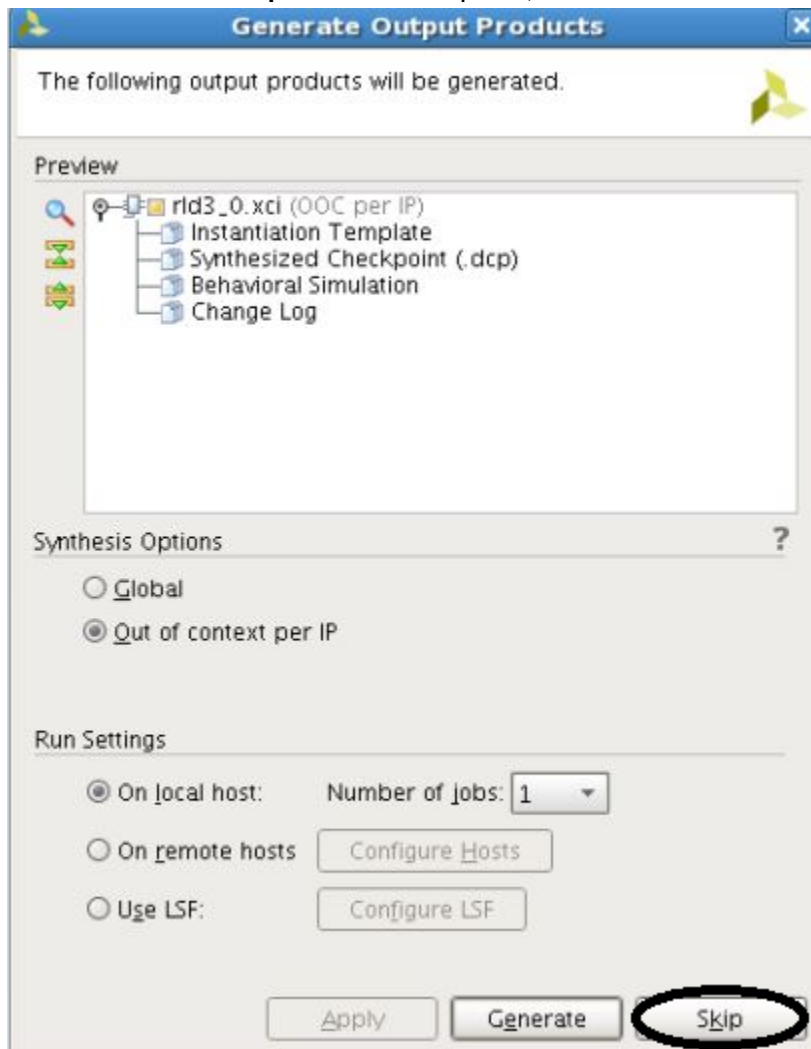 Generate Output Products
The following output products will be generated.
Preview
rld3_0.xci (OOC per IP)
Instantiation Template
Synthesized Checkpoint (.dcp)
Behavioral Simulation
Change Log
Synthesis Options ?
Global
Out of context per IP
Run Settings
On local host: Number of jobs: 1
On remote hosts Configure Hosts
Use LSF: Configure LSF
Apply Generate Skip